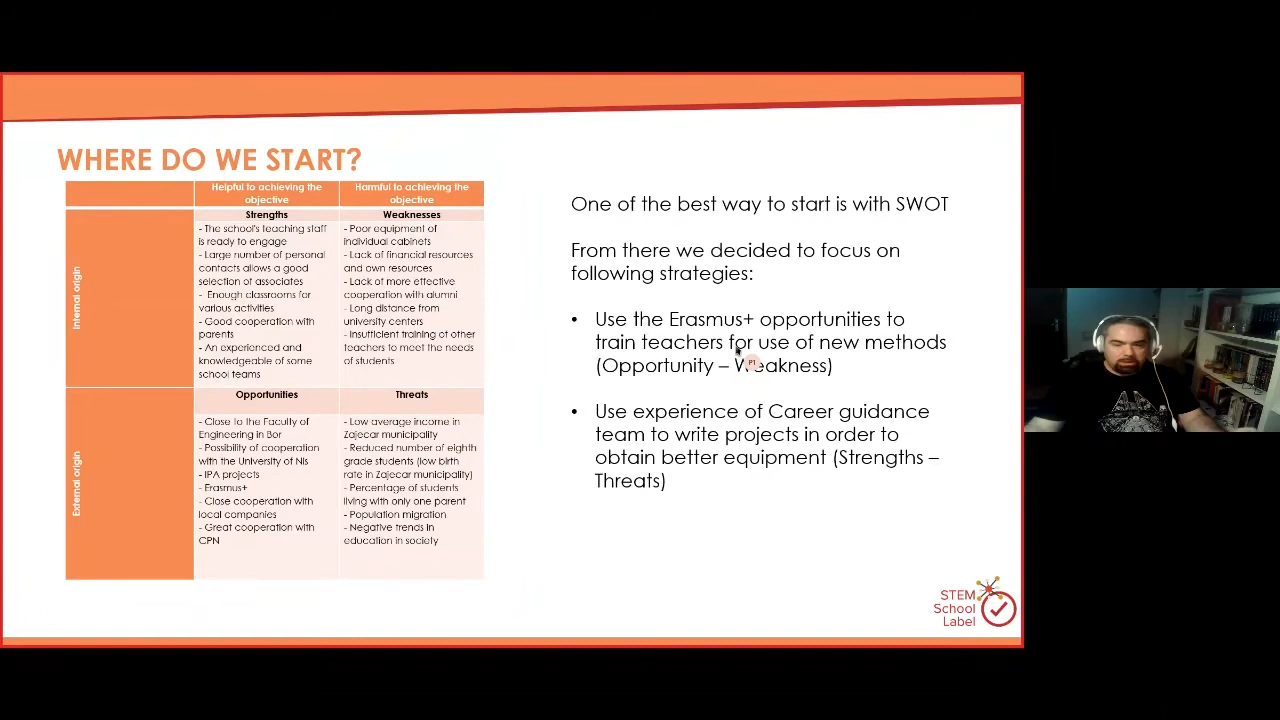 WHERE DO WE START?
Helpful to achieving the
objective
Harmful to achieving the
objective
Internal origin
Strengths
- The school's teaching staff
is ready to engage
- Large number of personal
contacts allows a good
selection of associates
- Enough classrooms for
various activities
- Good cooperation with
parents
- An experienced and
knowledgeable of some
school teams
Weaknesses
- Poor equipment of
individual cabinets
- Lack of financial resources
and own resources
- Lack of more effective
cooperation with alumni
- Long distance from
university centers
- Insufficient training of other
teachers to meet the needs
of students
External origin
Opportunities
- Close to the Faculty of
Engineering in Bor
- Possibility of cooperation
with the University of Nis
- IPA projects
- Erasmus+
- Close cooperation with
local companies
- Great cooperation with
CPN
Threats
- Low average income in
Zajecar municipality
- Reduced number of eighth
grade students (low birth
rate in Zajecar municipality)
- Percentage of students
living with only one parent
- Population migration
- Negative trends in
education in society
One of the best way to start is with SWOT
From there we decided to focus on
following strategies:
• Use the Erasmus+ opportunities to
train teachers for use of new methods
(Opportunity – Weakness)
P1
• Use experience of Career guidance
team to write projects in order to
obtain better equipment (Strengths –
Threats)
STEM
School
Label